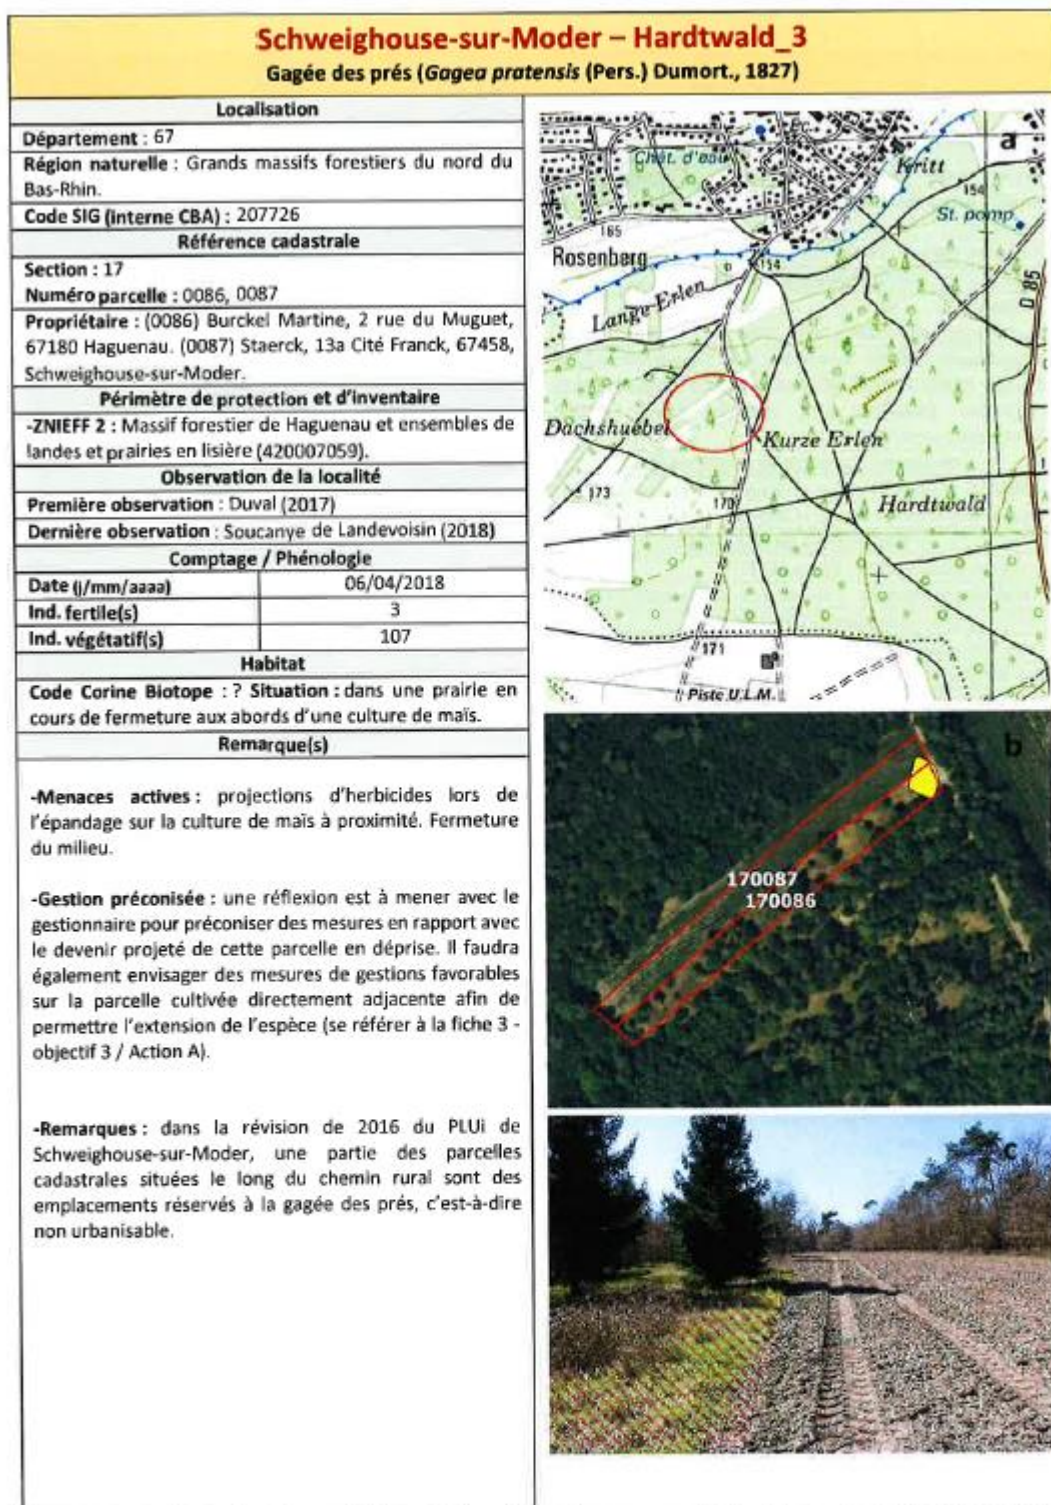 Schweighouse-sur-Moder – Hardtwald_3
Gagée des prés (Gagea pratensis (Pers.) Dumort., 1827)
Localisation
Département : 67
Région naturelle : Grands massifs forestiers du nord du
Bas-Rhin.
Code SIG (interne CBA) : 207726
Référence cadastrale
Section : 17
Numéro parcelle : 0086, 0087
Propriétaire : (0086) Burckel Martine, 2 rue du Muguet,
67180 Haguenau. (0087) Staerck, 13a Cité Franck, 67458,
Schweighouse-sur-Moder.
Périmètre de protection et d'inventaire
-ZNIEFF 2 : Massif forestier de Haguenau et ensembles de
landes et prairies en lisière (420007059).
Observation de la localité
Première observation : Duval (2017)
Dernière observation : Soucanye de Landevoisin (2018)
Comptage / Phénologie
Date (j/mm/aaaa) 06/04/2018
Ind. fertile(s) 3
Ind. végétatif(s) 107
Habitat
Code Corine Biotope : ? Situation : dans une prairie en
cours de fermeture aux abords d'une culture de maïs.
Remarque(s)
-Menaces actives : projections d'herbicides lors de
l'épandage sur la culture de maïs à proximité. Fermeture
du milieu.
-Gestion préconisée : une réflexion est à mener avec le
gestionnaire pour préconiser des mesures en rapport avec
le devenir projeté de cette parcelle en déprise. Il faudra
également envisager des mesures de gestions favorables
sur la parcelle cultivée directement adjacente afin de
permettre l'extension de l'espèce (se référer à la fiche 3 -
objectif 3 / Action A).
-Remarques : dans la révision de 2016 du PLUi de
Schweighouse-sur-Moder, une partie des parcelles
cadastrales situées le long du chemin rural sont des
emplacements réservés à la gagée des prés, c'est-à-dire
non urbanisable.
a
Chât. d'eau
Kritt
154
St. pomp.
165
Rosenberg
154
Lange-Erlen
D 85
Dachshuebel
Kurze Erlen
173
170
Hardtwald
171
Piste U.L.M.
b
170087
170086
c